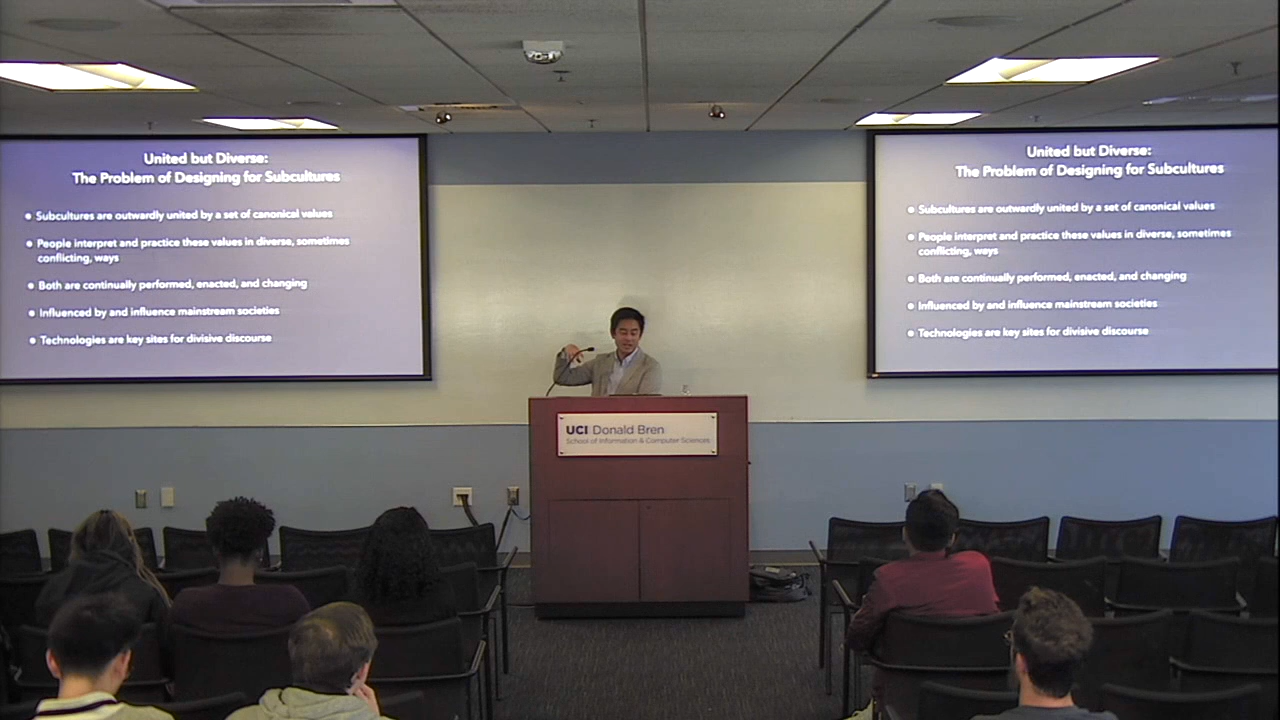 United but Diverse:
The Problem of Designing for Subcultures
• Subcultures are outwardly united by a set of canonical values
• People interpret and practice these values in diverse, sometimes
conflicting, ways
• Both are continually performed, enacted, and changing
• Influenced by and influence mainstream societies
• Technologies are key sites for divisive discourse
United but Diverse:
The Problem of Designing for Subcultures
• Subcultures are outwardly united by a set of canonical values
• People interpret and practice these values in diverse, sometimes
conflicting, ways
• Both are continually performed, enacted, and changing
• Influenced by and influence mainstream societies
• Technologies are key sites for divisive discourse
UCI Donald Bren
School of Information & Computer Sciences